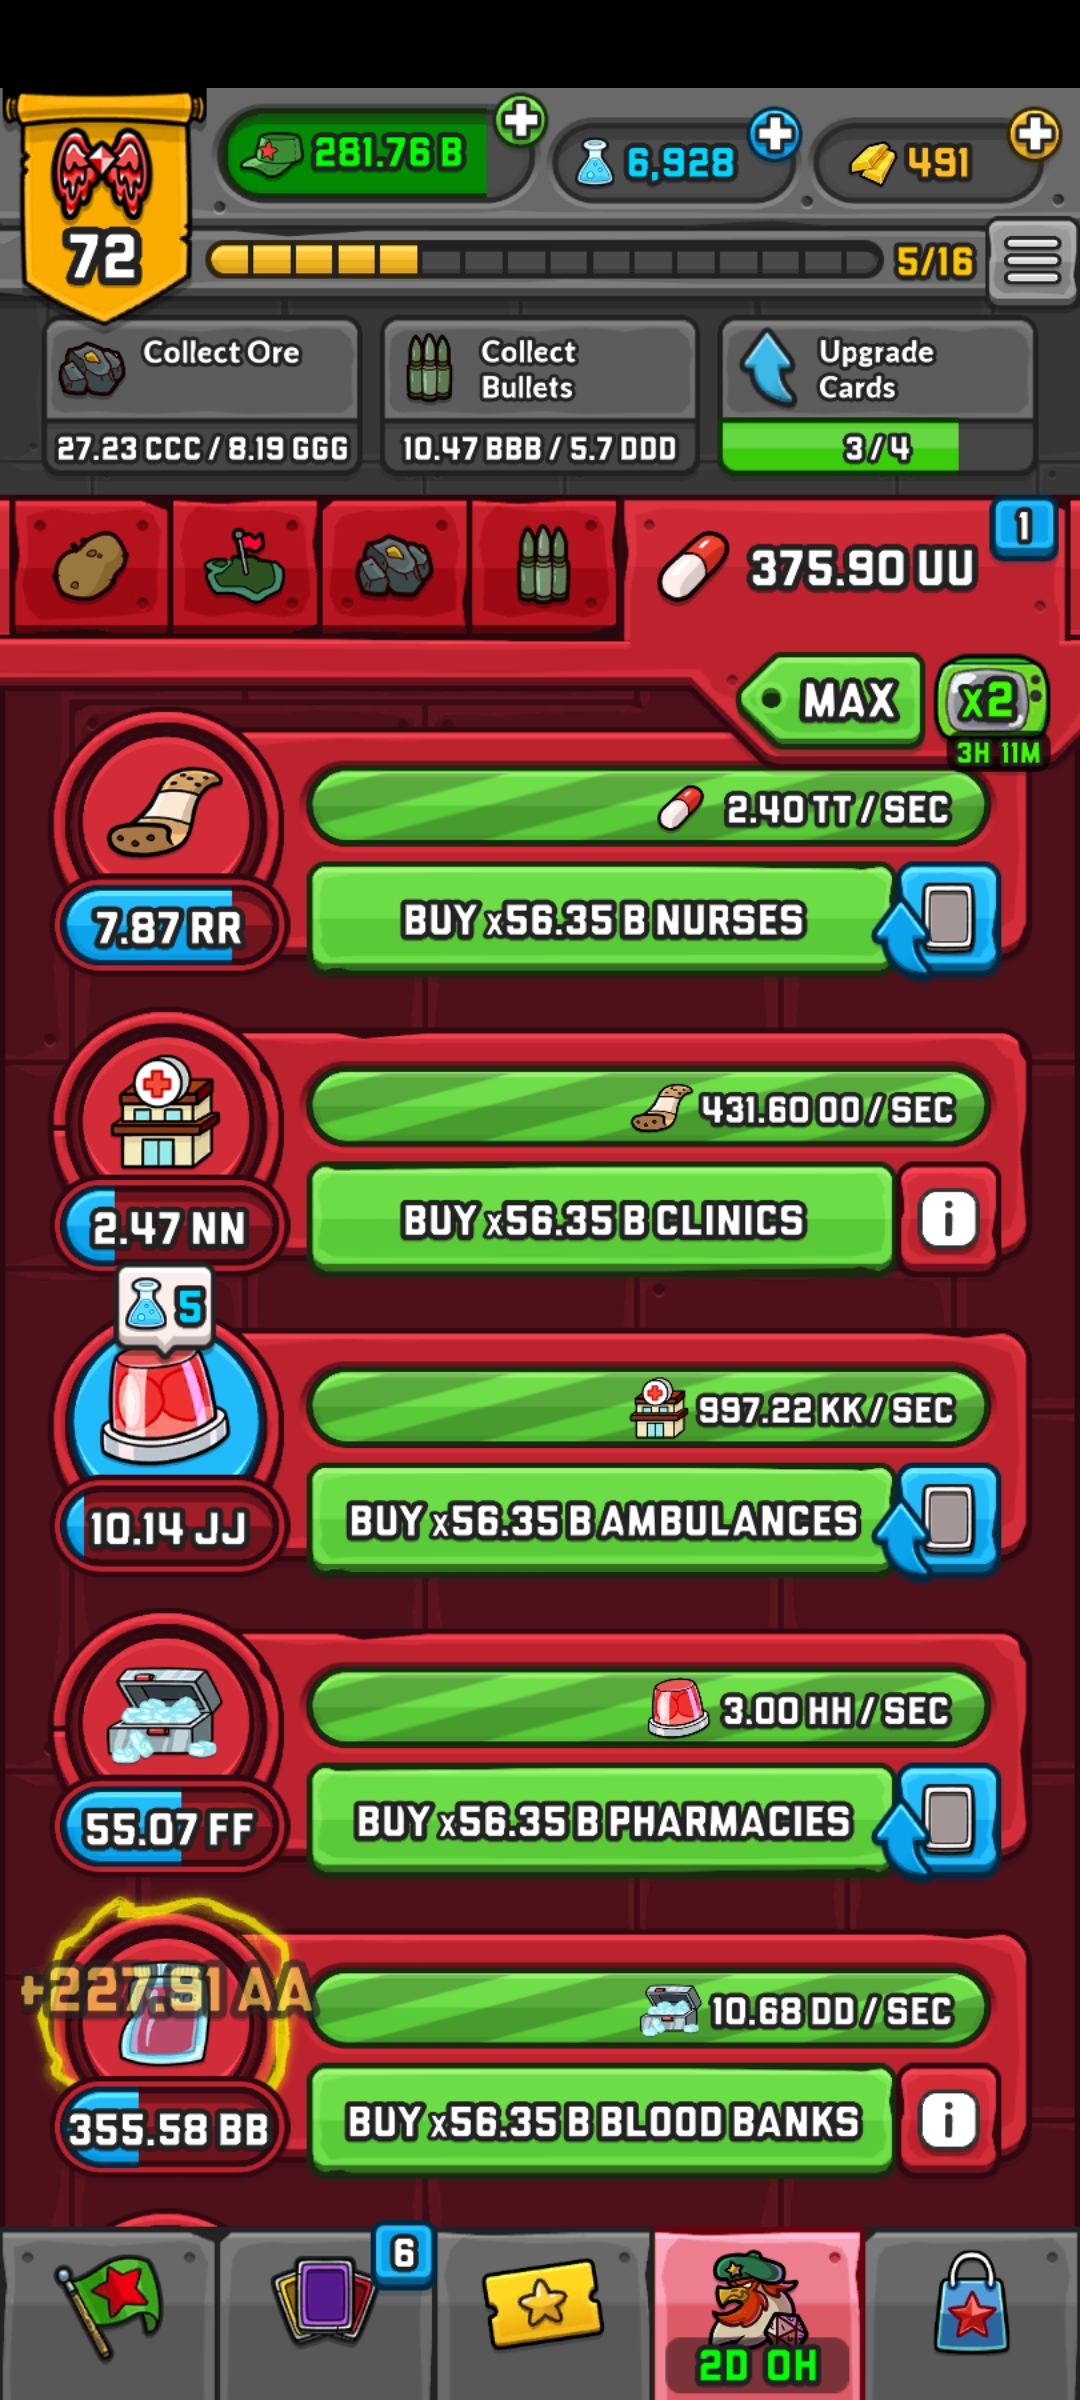 281.76 B
6,928
491
72
5/16
Collect Ore
27.23 CCC / 8.19 GGG
Collect
Bullets
10.47 BBB / 5.7 DDD
Upgrade
Cards
3/4
375.90 UU
1
MAX
x2
3H 11M
2.40 TT / SEC
7.87 RR
BUY x56.35 B NURSES
431.60 OO / SEC
2.47 NN
BUY x56.35 B CLINICS
i
5
997.22 KK / SEC
10.14 JJ
BUY x56.35 B AMBULANCES
3.00 HH / SEC
55.07 FF
BUY x56.35 B PHARMACIES
+227.91 AA
10.68 DD / SEC
355.58 BB
BUY x56.35 B BLOOD BANKS
i
6
2D 0H